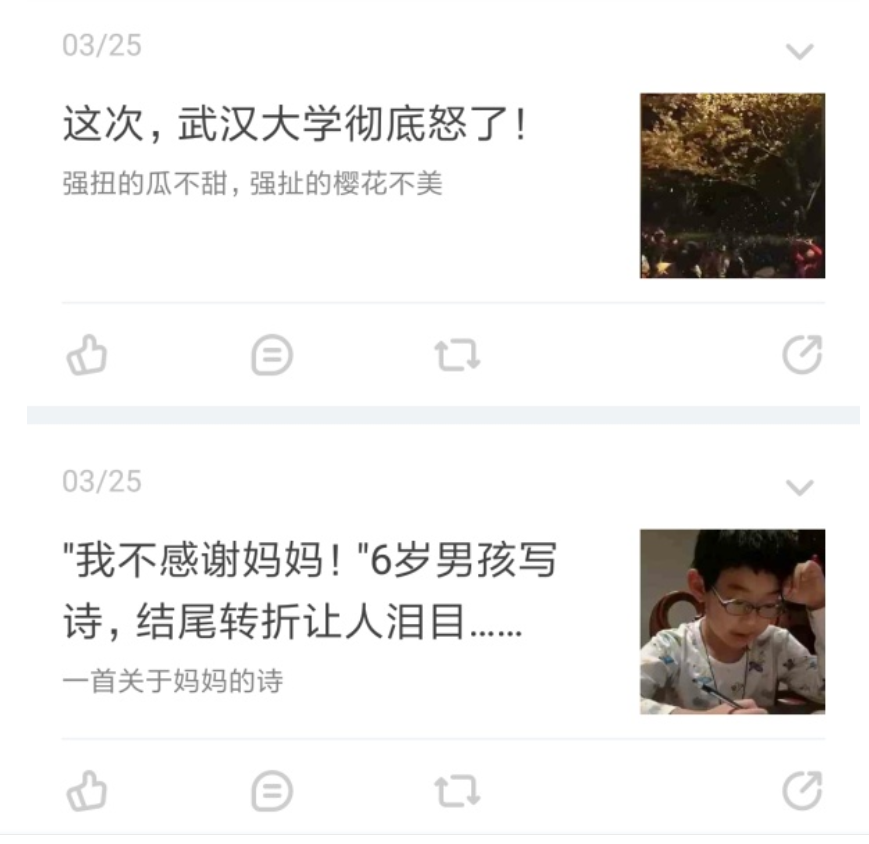 03/25
这次，武汉大学彻底怒了！
强扭的瓜不甜，强扯的樱花不美
03/25
"我不感谢妈妈！"6岁男孩写
诗，结尾转折让人泪目……
一首关于妈妈的诗